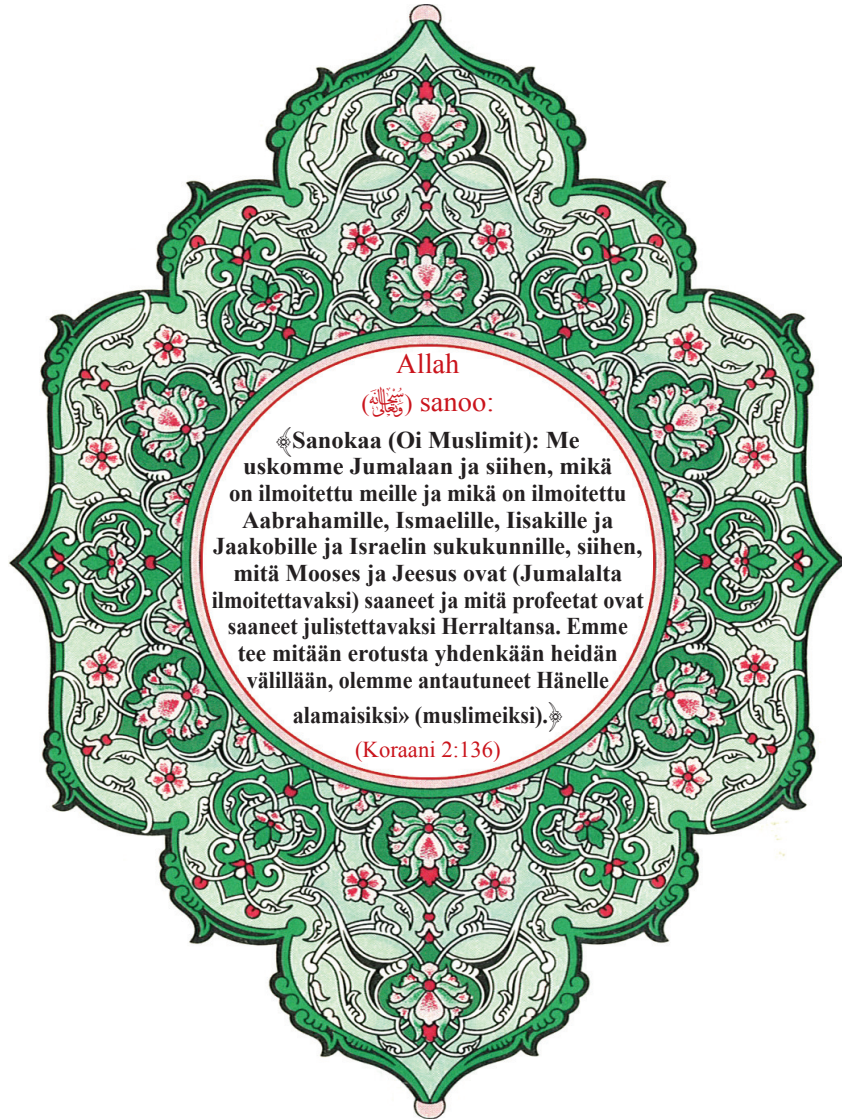 Allah
(سُبْحَانَهُ وَتَعَالَى) sanoo:
﴿Sanokaa (Oi Muslimit): Me
uskomme Jumalaan ja siihen, mikä
on ilmoitettu meille ja mikä on ilmoitettu
Aabrahamille, Ismaelille, Iisakille ja
Jaakobille ja Israelin sukukunnille, siihen,
mitä Mooses ja Jeesus ovat (Jumalalta
ilmoitettavaksi) saaneet ja mitä profeetat ovat
saaneet julistettavaksi Herraltansa. Emme
tee mitään erotusta yhdenkään heidän
välillään, olemme antautuneet Hänelle
alamaisiksi» (muslimeiksi).﴾
(Koraani 2:136)